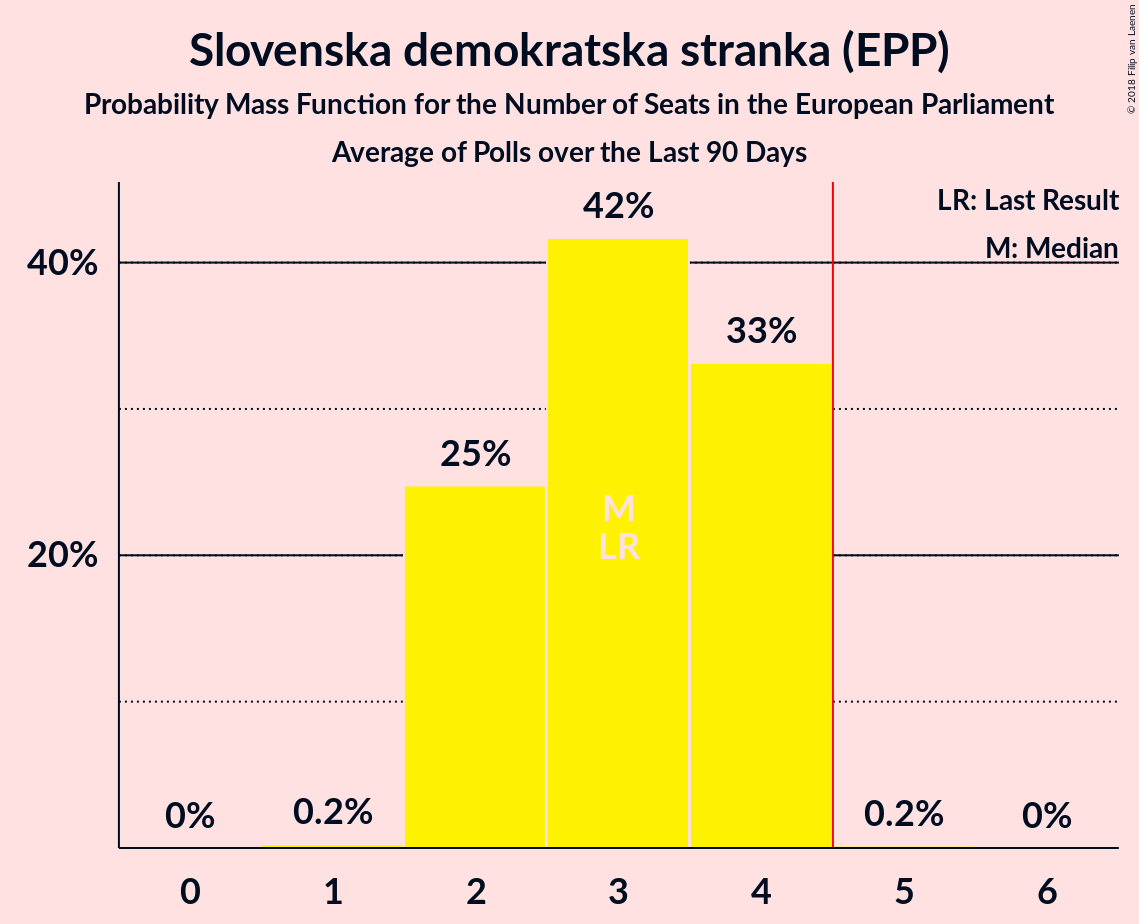 Slovenska demokratska stranka (EPP)
Probability Mass Function for the Number of Seats in the European Parliament
Average of Polls over the Last 90 Days
© 2018 Filip van Laenen
LR: Last Result
M: Median
40%
20%
0%
0.2%
25%
42%
33%
0.2%
0%
M
LR
0 1 2 3 4 5 6